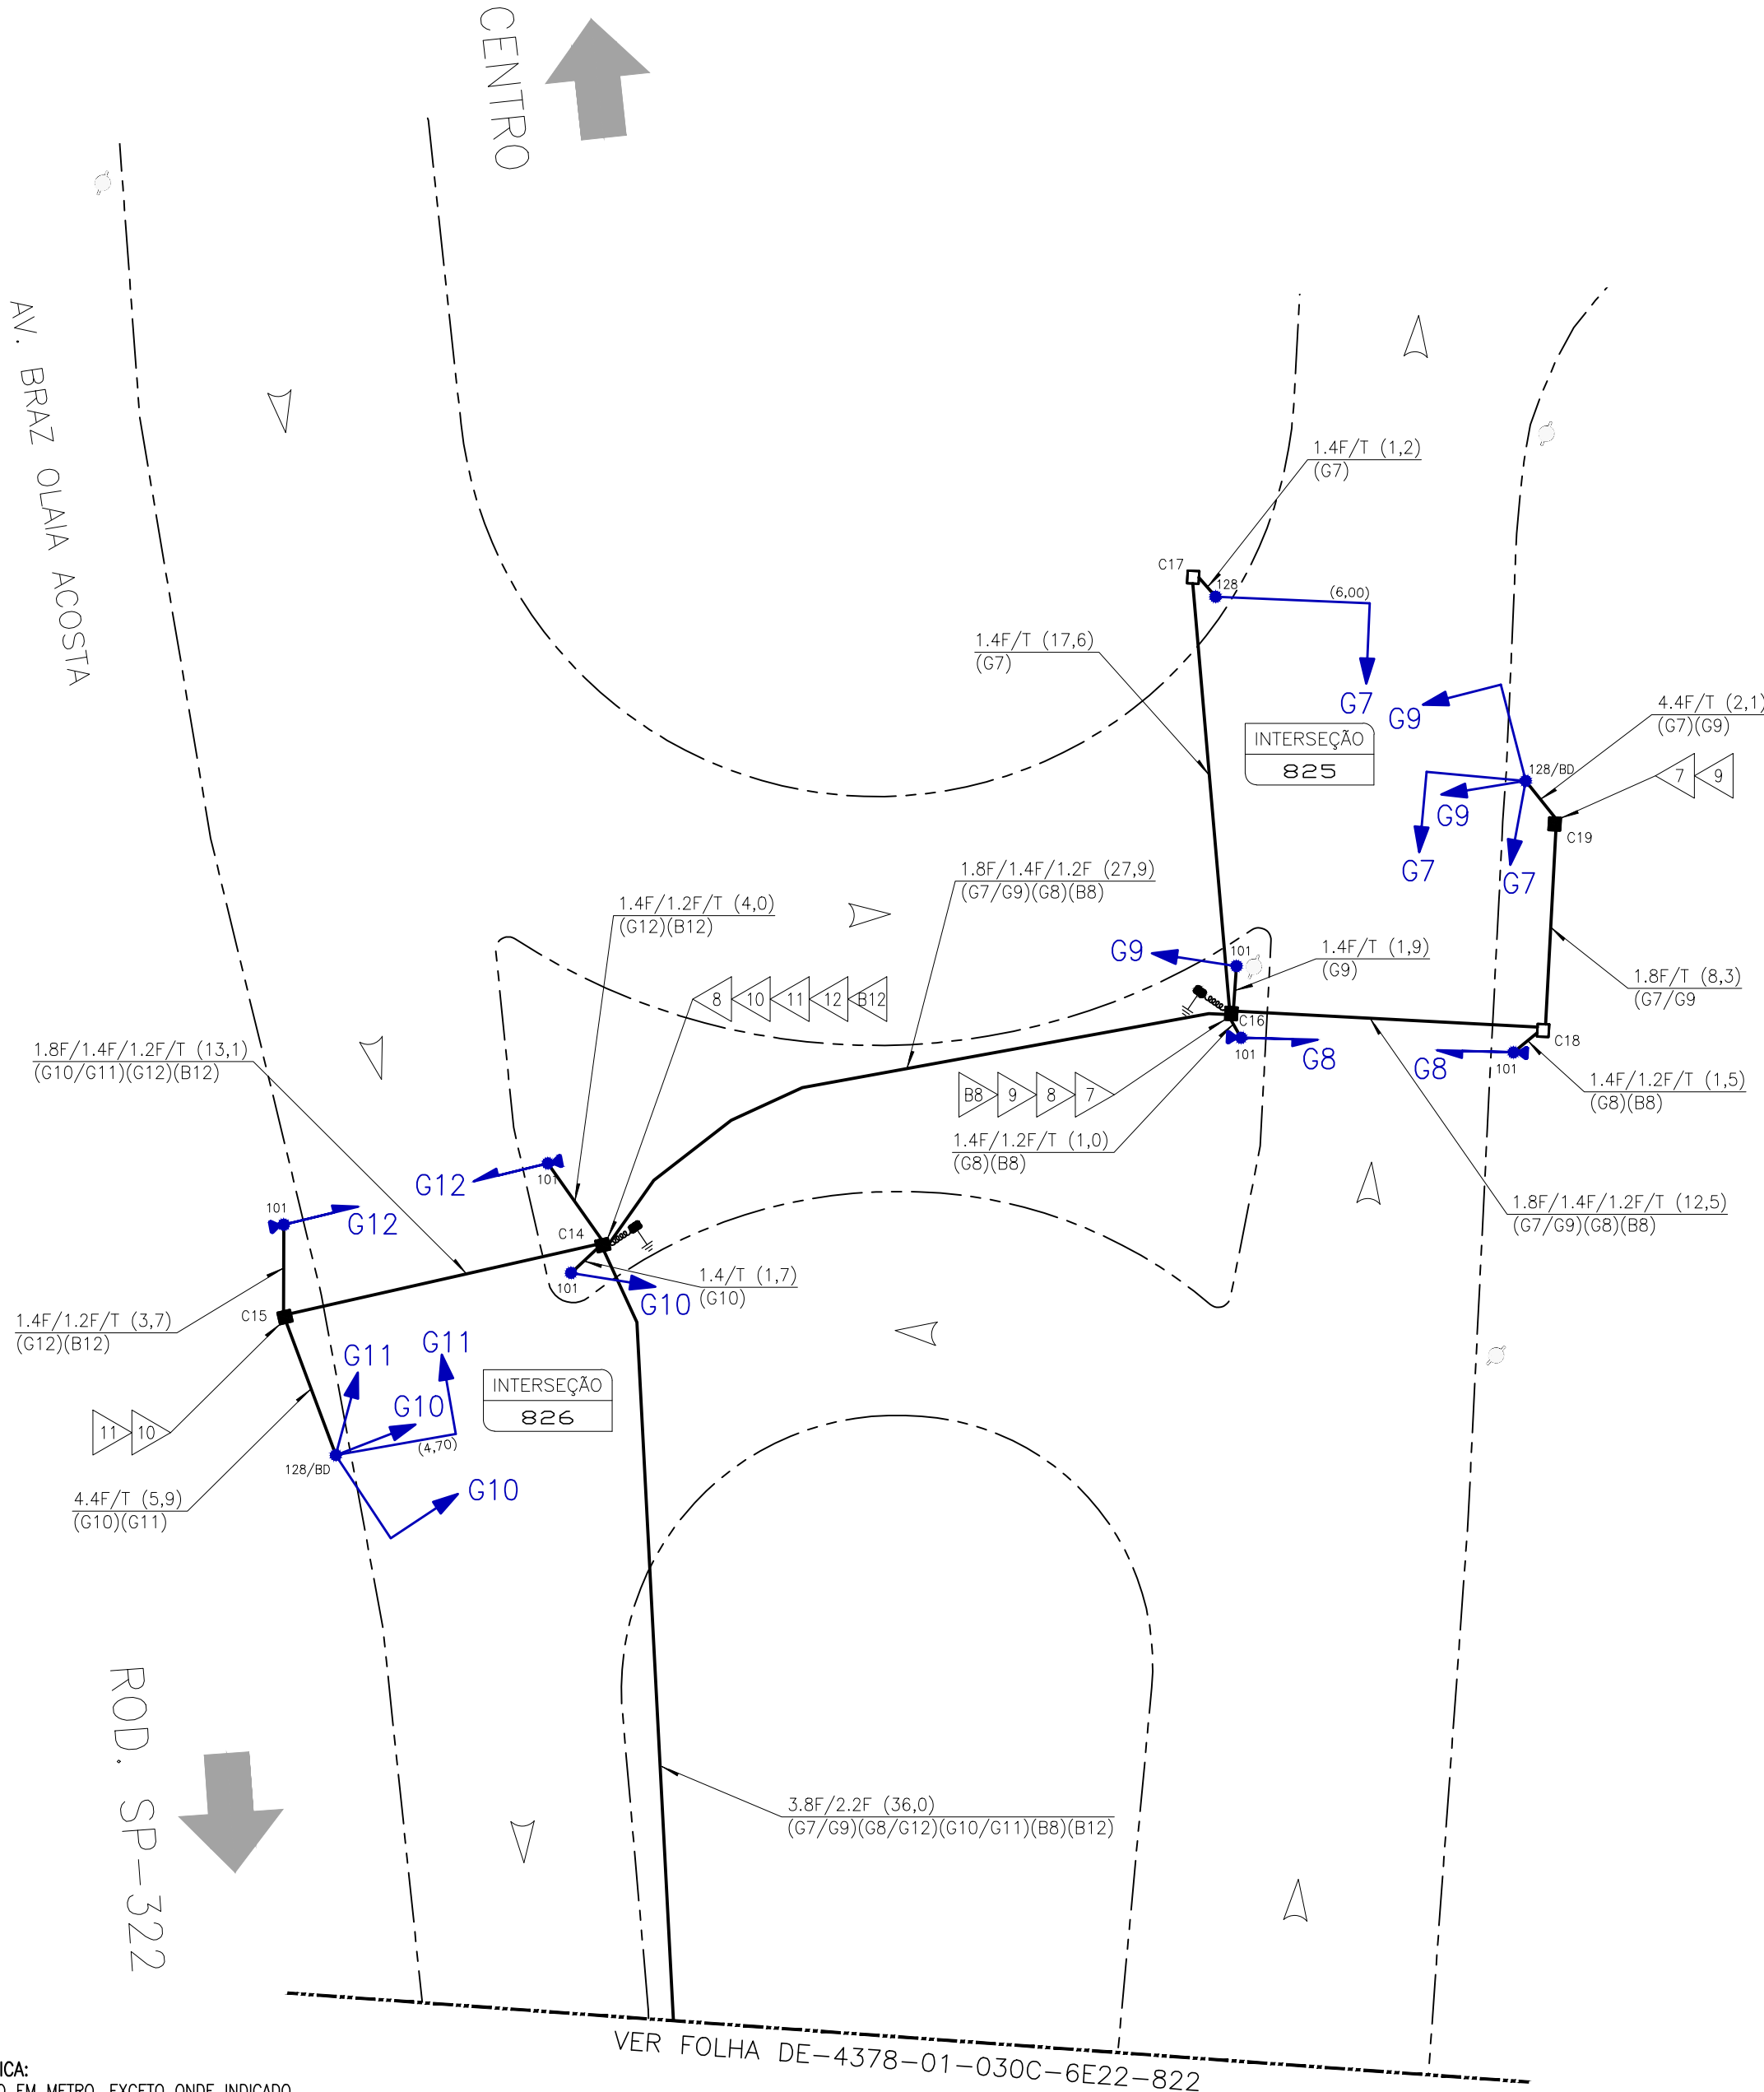 CENTRO
AV. BRAZ OLAIA ACOSTA
1.4F/T (1,2)
(G7)
C17
128
(6,00)
1.4F/T (17,6)
(G7)
G7
G9
4.4F/T (2,1)
(G7)(G9)
INTERSEÇÃO
825
128/BD
7
9
G9
C19
G7
G7
1.8F/1.4F/1.2F (27,9)
(G7/G9)(G8)(B8)
1.4F/1.2F/T (4,0)
(G12)(B12)
G9
101
1.4F/T (1,9)
(G9)
1.8F/T (8,3)
(G7/G9
8
10
11
12
B12
C16
C18
1.8F/1.4F/1.2F/T (13,1)
(G10/G11)(G12)(B12)
101
G8
G8
101
B8
9
8
7
1.4F/1.2F/T (1,5)
(G8)(B8)
1.4F/1.2F/T (1,0)
(G8)(B8)
G12
101
1.8F/1.4F/1.2F/T (12,5)
(G7/G9)(G8)(B8)
101
G12
C14
1.4/T (1,7)
(G10)
101
G10
C15
1.4F/1.2F/T (3,7)
(G12)(B12)
G11
G11
INTERSEÇÃO
826
G10
11
10
(4,70)
128/BD
G10
4.4F/T (5,9)
(G10)(G11)
ROD. SP-322
3.8F/2.2F (36,0)
(G7/G9)(G8/G12)(G10/G11)(B8)(B12)
VER FOLHA DE-4378-01-030C-6E22-822
ICA:
O EM METRO, EXCETO ONDE INDICADO